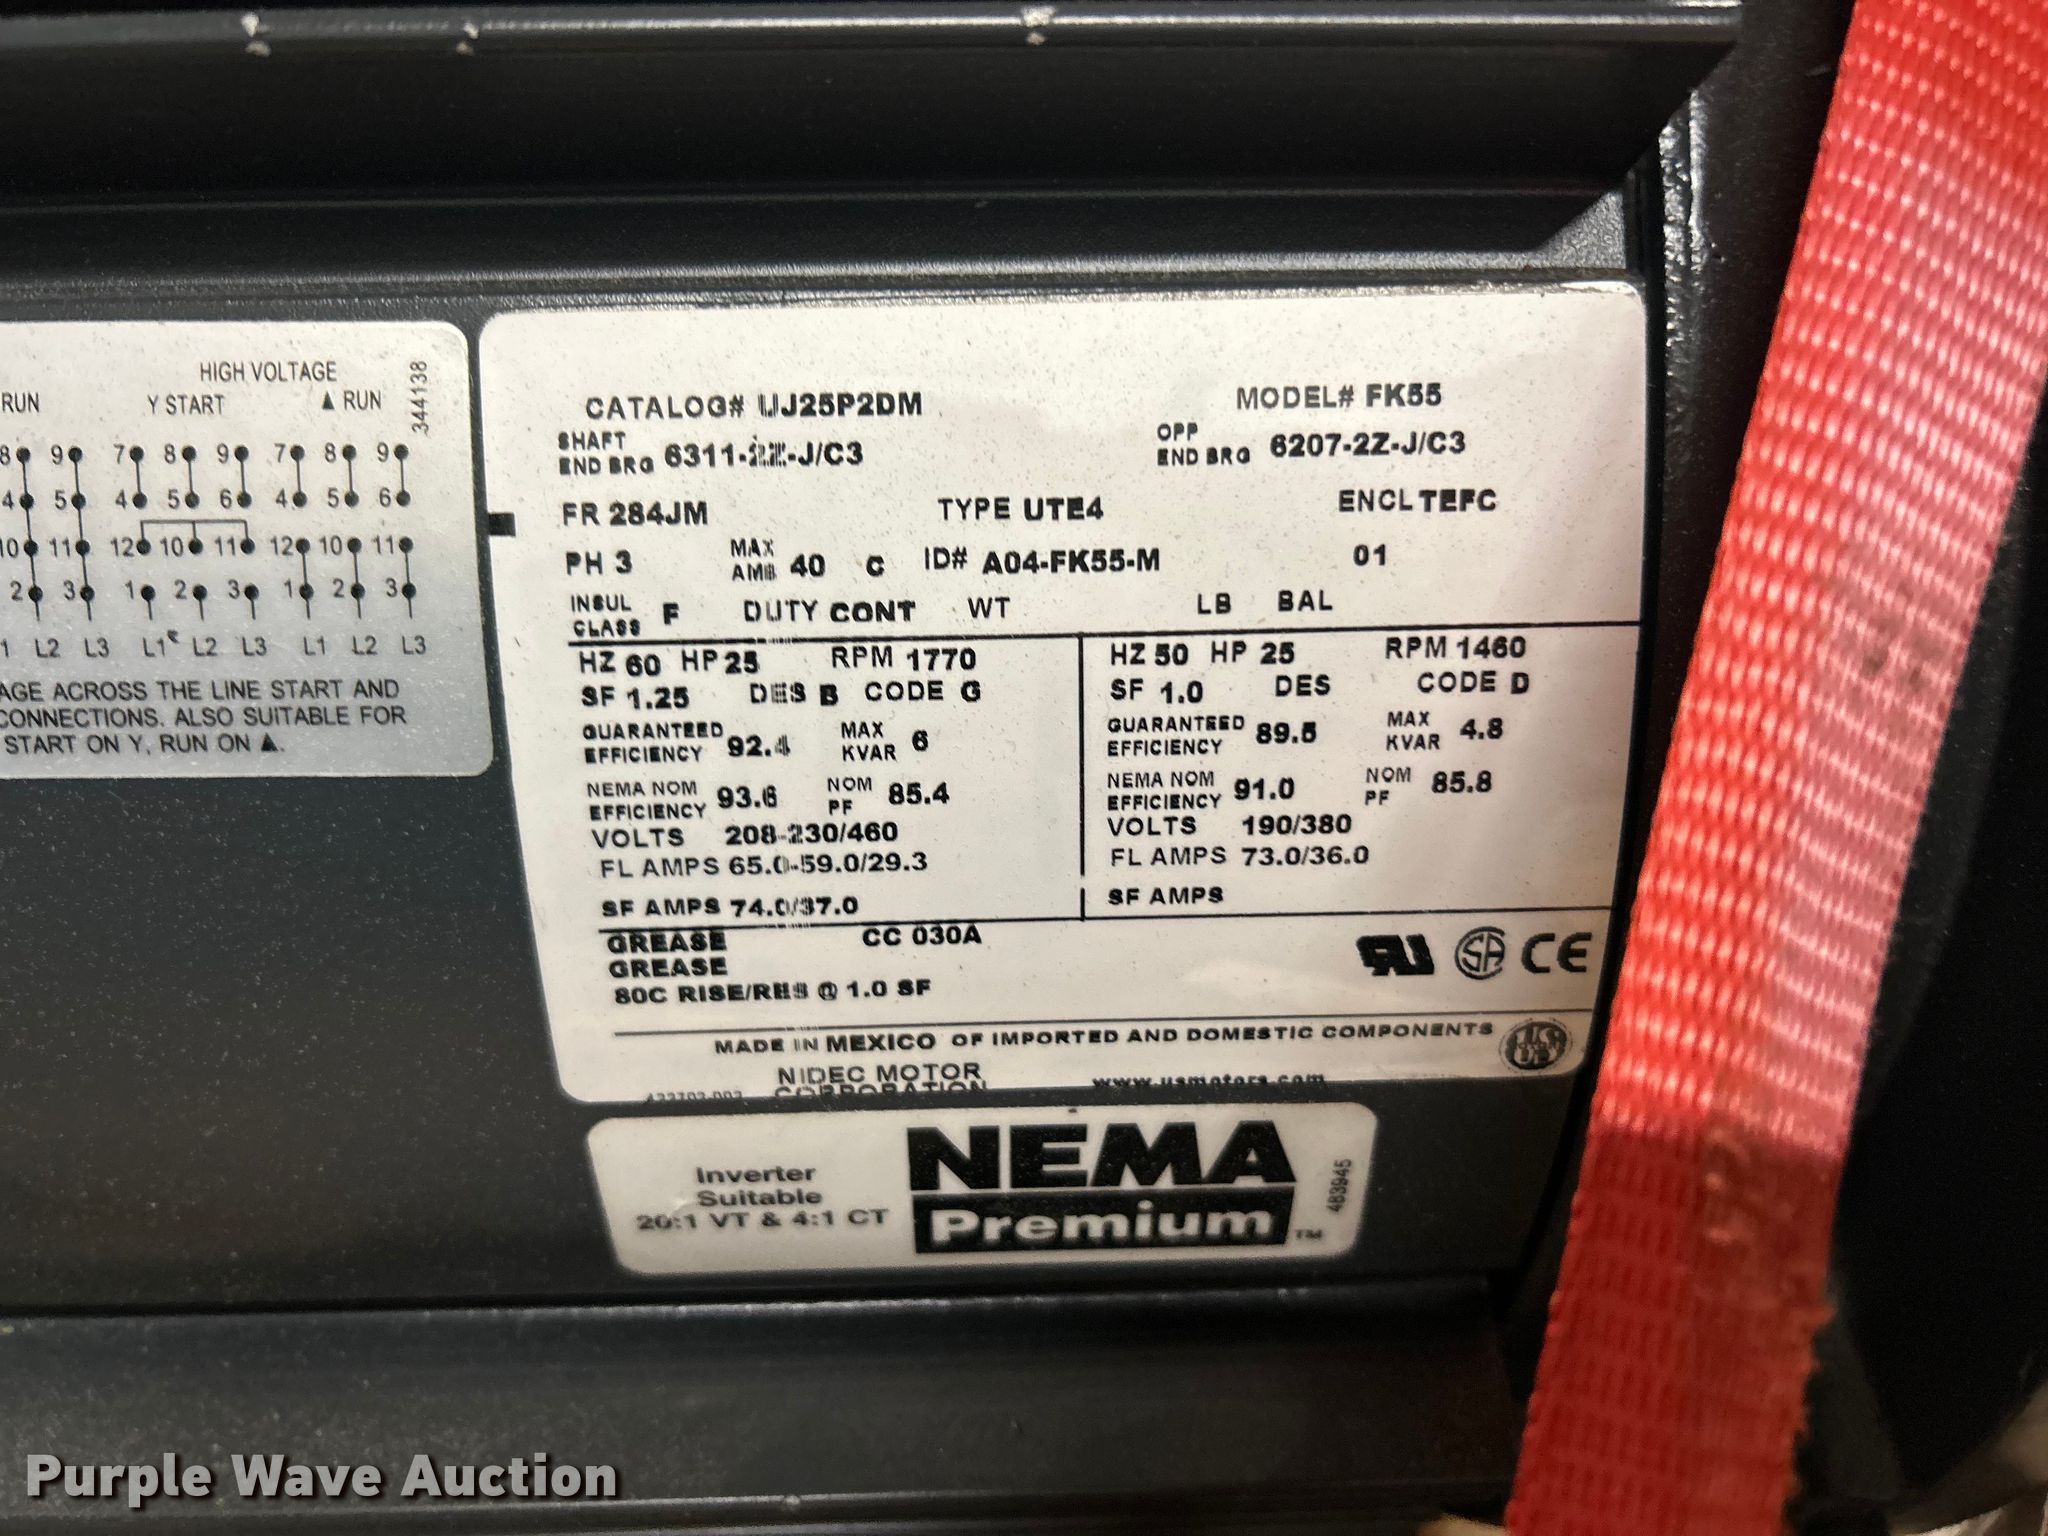 HIGH VOLTAGE
RUN Y START ▲ RUN
344138
8 9 7 8 9 7 8 9
4 5 4 5 6 4 5 6
10 11 12 10 11 12 10 11
2 3 1 2 3 1 2 3
L2 L3 L1 L2 L3 L1 L2 L3
AGE ACROSS THE LINE START AND
CONNECTIONS. ALSO SUITABLE FOR
START ON Y, RUN ON ▲.
CATALOG# UJ25P2DM MODEL# FK55
SHAFT END BRG 6311-2Z-J/C3 OPP END BRG 6207-2Z-J/C3
FR 284JM TYPE UTE4 ENCL TEFC
PH 3 MAX AMB 40 C ID# A04-FK55-M 01
INSUL CLASS F DUTY CONT WT LB BAL
HZ 60 HP 25 RPM 1770
SF 1.25 DES B CODE G
GUARANTEED EFFICIENCY 92.4 MAX KVAR 6
NEMA NOM EFFICIENCY 93.6 NOM PF 85.4
VOLTS 208-230/460
FL AMPS 65.0-59.0/29.3
SF AMPS 74.0/37.0
HZ 50 HP 25 RPM 1460
SF 1.0 DES CODE D
GUARANTEED EFFICIENCY 89.5 MAX KVAR 4.8
NEMA NOM EFFICIENCY 91.0 NOM PF 85.8
VOLTS 190/380
FL AMPS 73.0/36.0
SF AMPS
GREASE CC 030A
GREASE
80C RISE/RES @ 1.0 SF
SA CE
MADE IN MEXICO OF IMPORTED AND DOMESTIC COMPONENTS
NIDEC MOTOR
CORPORATION www.usmotors.com
Inverter
Suitable
20:1 VT & 4:1 CT
NEMA
Premium™
483945
Purple Wave Auction